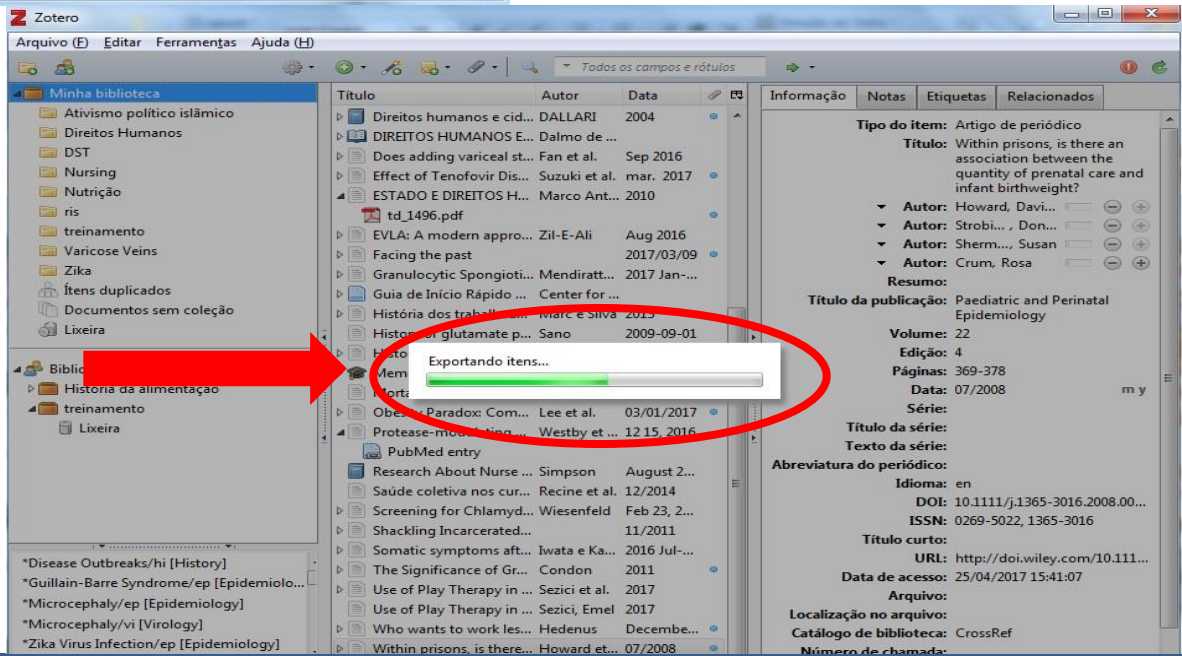 Zotero
Arquivo (F) Editar Ferramentas Ajuda (H)
Todos os campos e rótulos
Minha biblioteca
Ativismo político islâmico
Direitos Humanos
DST
Nursing
Nutrição
ris
treinamento
Varicose Veins
Zika
Ítens duplicados
Documentos sem coleção
Lixeira
Biblio
História da alimentação
treinamento
Lixeira
*Disease Outbreaks/hi [History]
*Guillain-Barre Syndrome/ep [Epidemiolo...
*Microcephaly/ep [Epidemiology]
*Microcephaly/vi [Virology]
*Zika Virus Infection/ep [Epidemiology]
Título Autor Data
Direitos humanos e cid... DALLARI 2004
DIREITOS HUMANOS E... Dalmo de ...
Does adding variceal st... Fan et al. Sep 2016
Effect of Tenofovir Dis... Suzuki et al. mar. 2017
ESTADO E DIREITOS H... Marco Ant... 2010
td_1496.pdf
EVLA: A modern appro... Zil-E-Ali Aug 2016
Facing the past 2017/03/09
Granulocytic Spongioti... Mendiratt... 2017 Jan-...
Guia de Início Rápido ... Center for ...
História dos Marc e Silva 2015
History of glutamate p... Sano 2009-09-01
Histo
Exportando itens...
Mem
Morta
Obesity Paradox: Com... Lee et al. 03/01/2017
Protease-modulating ... Westby et ... 12 15, 2016
PubMed entry
Research About Nurse ... Simpson August 2...
Saúde coletiva nos cur... Recine et al. 12/2014
Screening for Chlamyd... Wiesenfeld Feb 23, 2...
Shackling Incarcerated... 11/2011
Somatic symptoms aft... Iwata e Ka... 2016 Jul-...
The Significance of Gr... Condon 2011
Use of Play Therapy in ... Sezici et al. 2017
Use of Play Therapy in ... Sezici, Emel 2017
Who wants to work les... Hedenus Decembe...
Within prisons, is there... Howard et... 07/2008
Informação Notas Etiquetas Relacionados
Tipo do item: Artigo de periódico
Título: Within prisons, is there an
association between the
quantity of prenatal care and
infant birthweight?
Autor: Howard, Davi...
Autor: Strobi... , Don...
Autor: Sherm..., Susan
Autor: Crum, Rosa
Resumo:
Título da publicação: Paediatric and Perinatal
Epidemiology
Volume: 22
Edição: 4
Páginas: 369-378
Data: 07/2008 m y
Série:
Título da série:
Texto da série:
Abreviatura do periódico:
Idioma: en
DOI: 10.1111/j.1365-3016.2008.00...
ISSN: 0269-5022, 1365-3016
Título curto:
URL: http://doi.wiley.com/10.111...
Data de acesso: 25/04/2017 15:41:07
Arquivo:
Localização no arquivo:
Catálogo de biblioteca: CrossRef
Número de chamada: